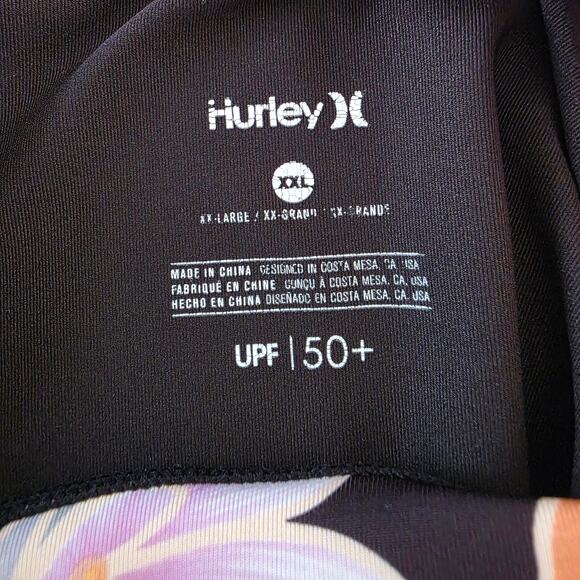 Hurley
XXL
XX-LARGE / XX-GRAND / XX-GRANDE
MADE IN CHINA DESIGNED IN COSTA MESA, CA, USA
FABRIQUÉ EN CHINE CONÇU À COSTA MESA, CA, USA
HECHO EN CHINA DISEÑADO EN COSTA MESA, CA, USA
UPF | 50+